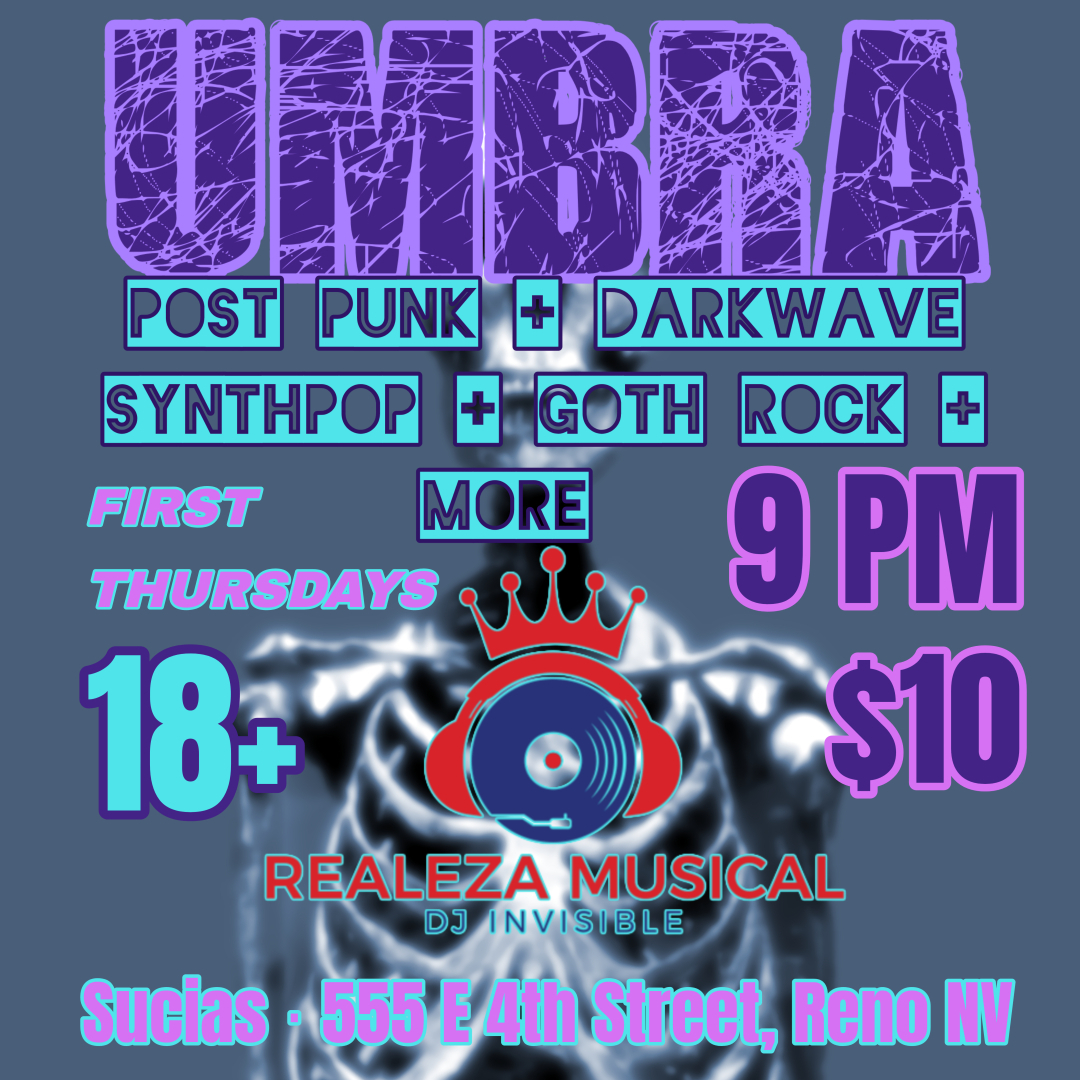 UMBRA
POST PUNK + DARKWAVE
SYNTHPOP + GOTH ROCK +
MORE
FIRST
THURSDAYS
9 PM
18+
$10
REALEZA MUSICAL
DJ INVISIBLE
Sucias · 555 E 4th Street, Reno NV